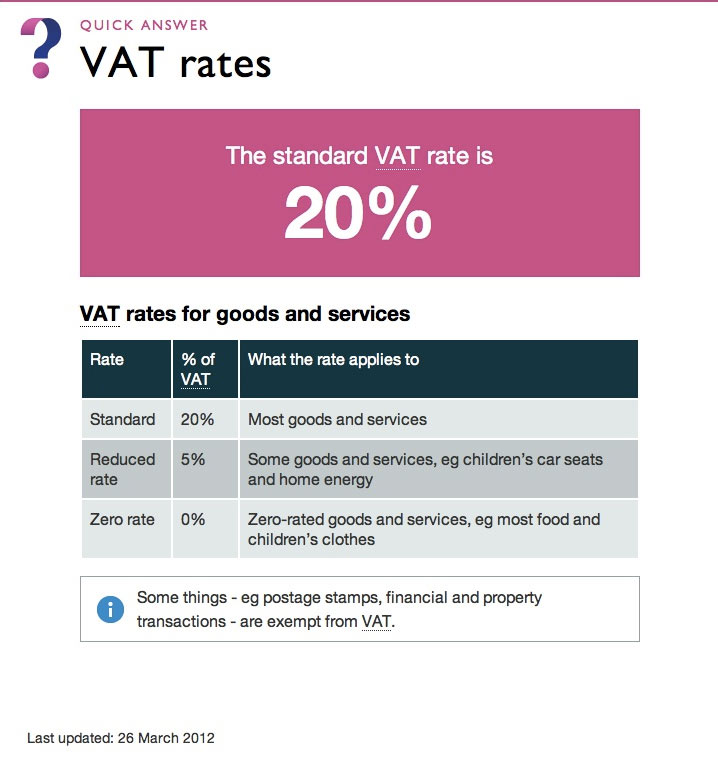 QUICK ANSWER
VAT rates
The standard VAT rate is
20%
VAT rates for goods and services
Rate
% of
VAT
What the rate applies to
Standard
20%
Most goods and services
Reduced
rate
5%
Some goods and services, eg children’s car seats
and home energy
Zero rate
0%
Zero-rated goods and services, eg most food and
children’s clothes
Some things - eg postage stamps, financial and property
transactions - are exempt from VAT.
Last updated: 26 March 2012